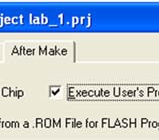 ject lab_1.prj
After Make
Chip
Execute User's Pro
from a .ROM File for FLASH Pro